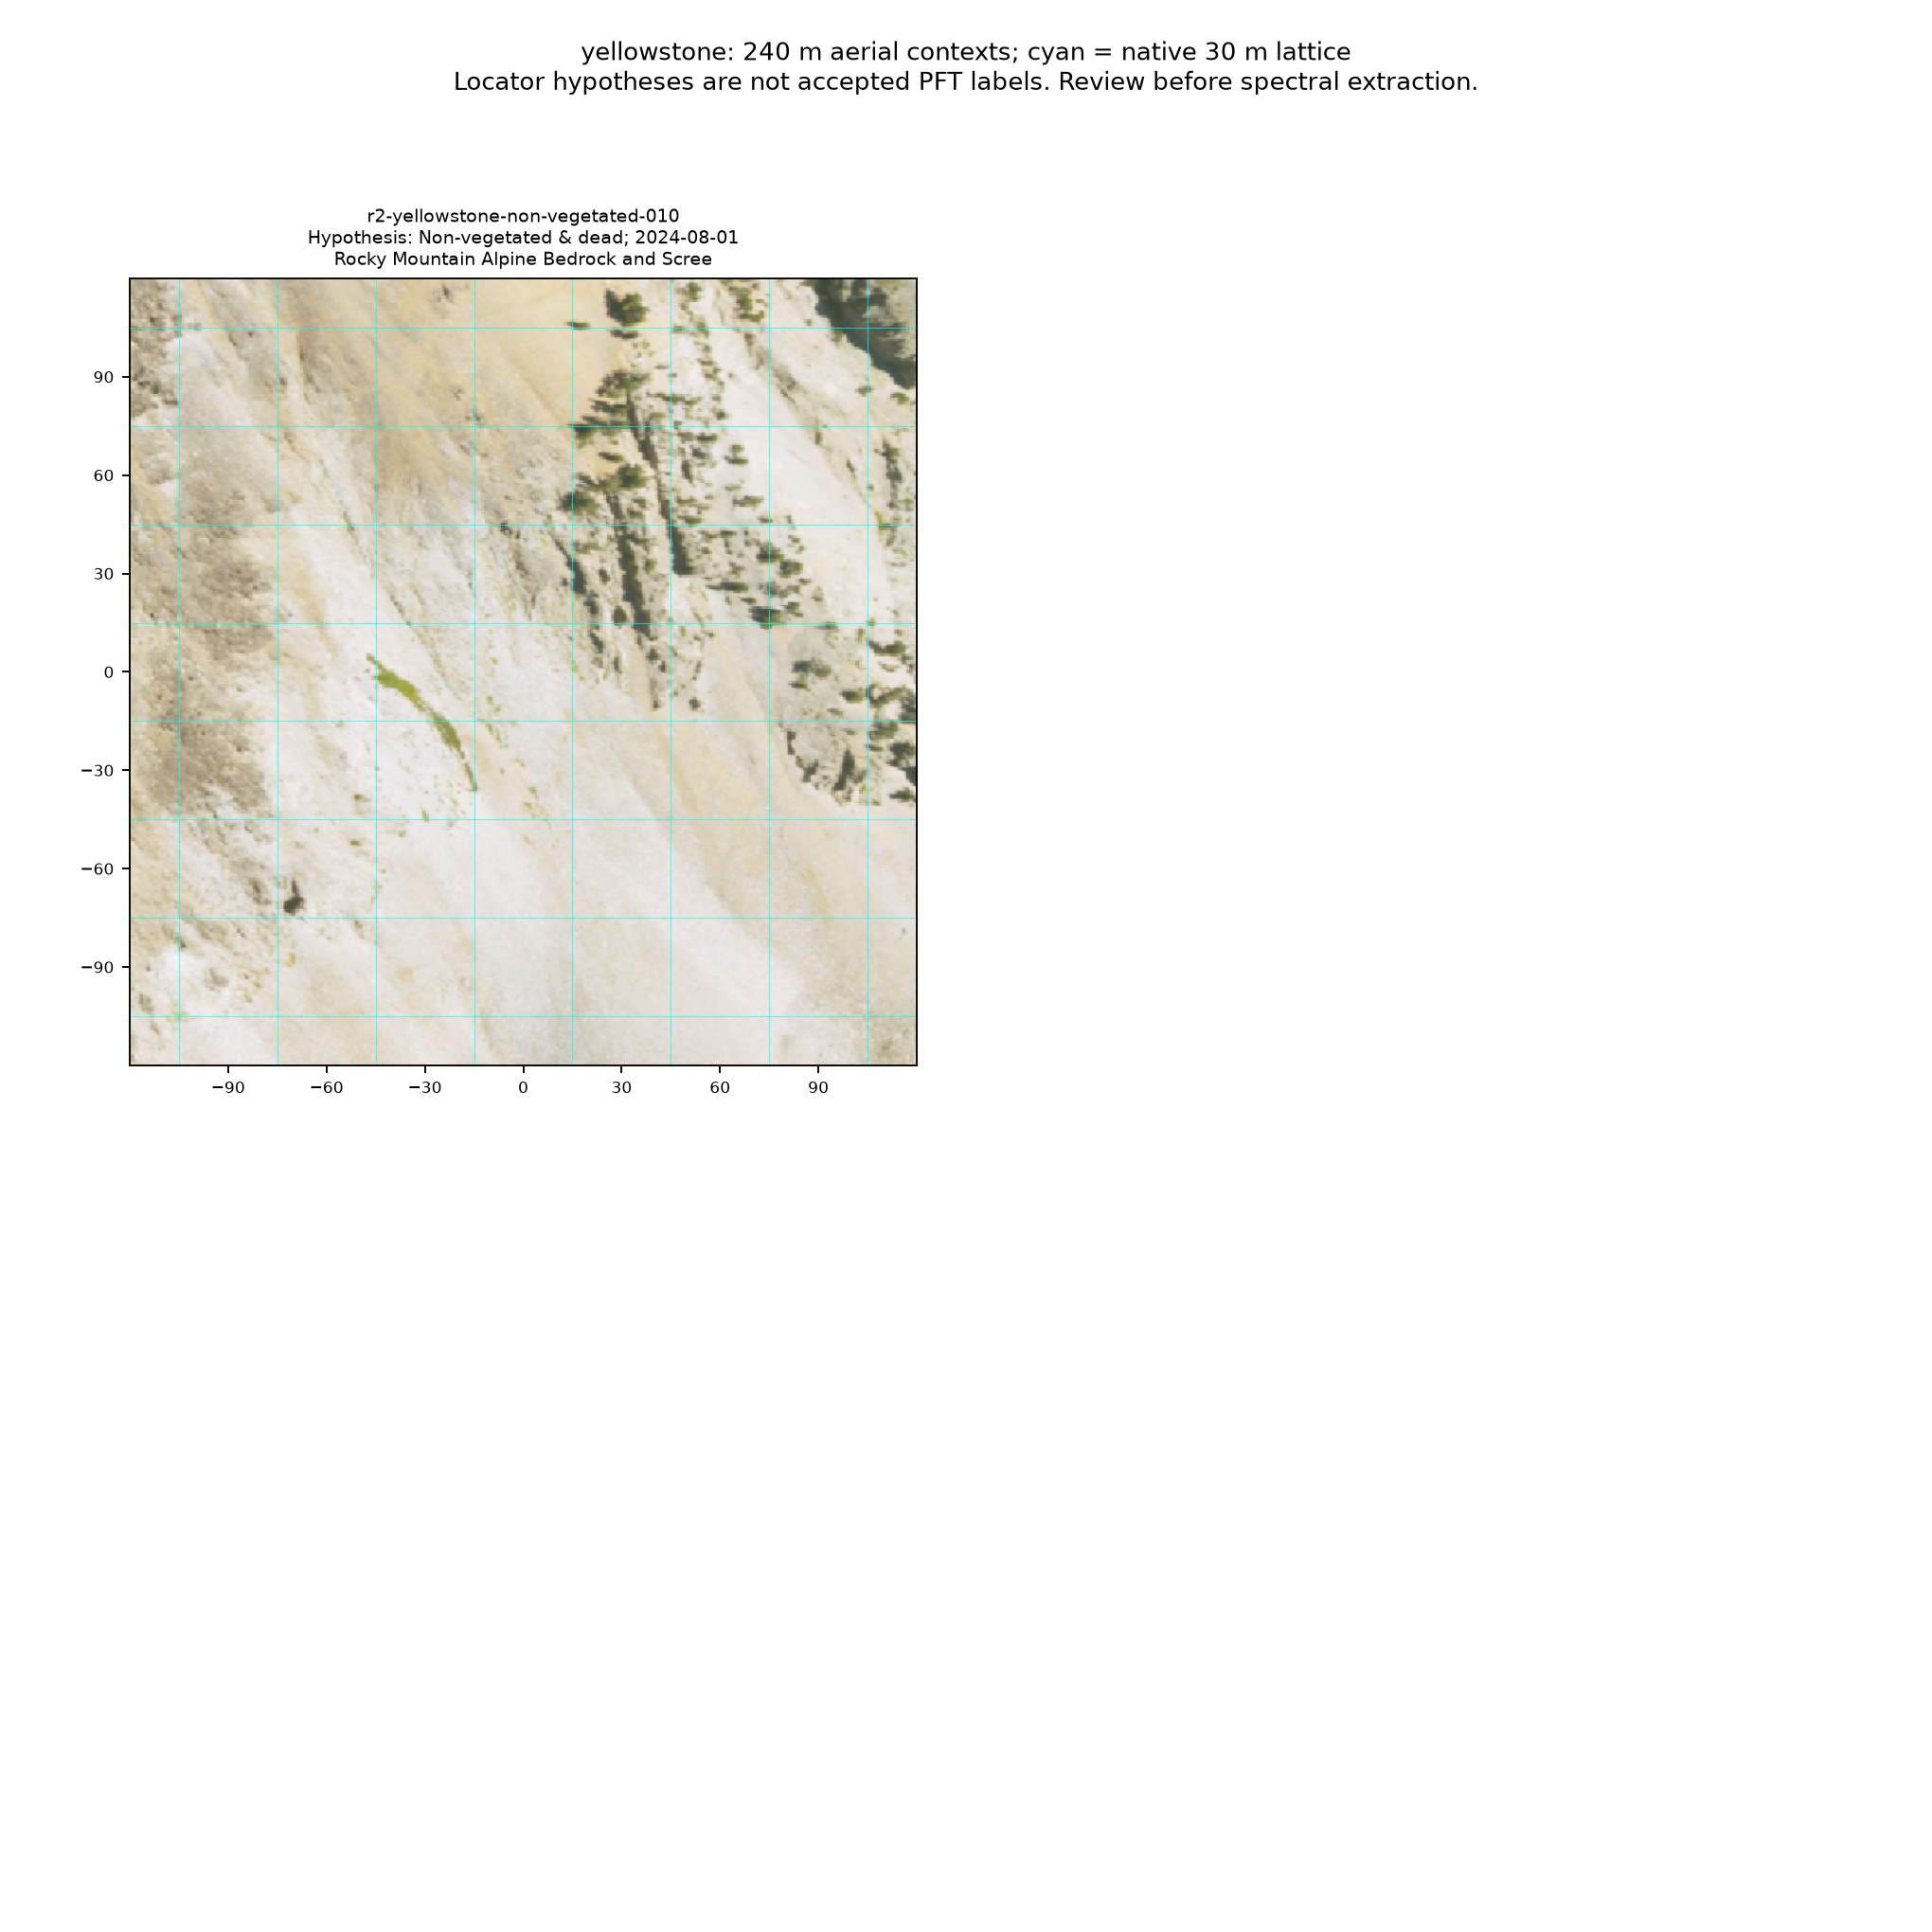 yellowstone: 240 m aerial contexts; cyan = native 30 m lattice
Locator hypotheses are not accepted PFT labels. Review before spectral extraction.
r2-yellowstone-non-vegetated-010
Hypothesis: Non-vegetated & dead; 2024-08-01
Rocky Mountain Alpine Bedrock and Scree
90
60
30
0
−30
−60
−90
−90 −60 −30 0 30 60 90